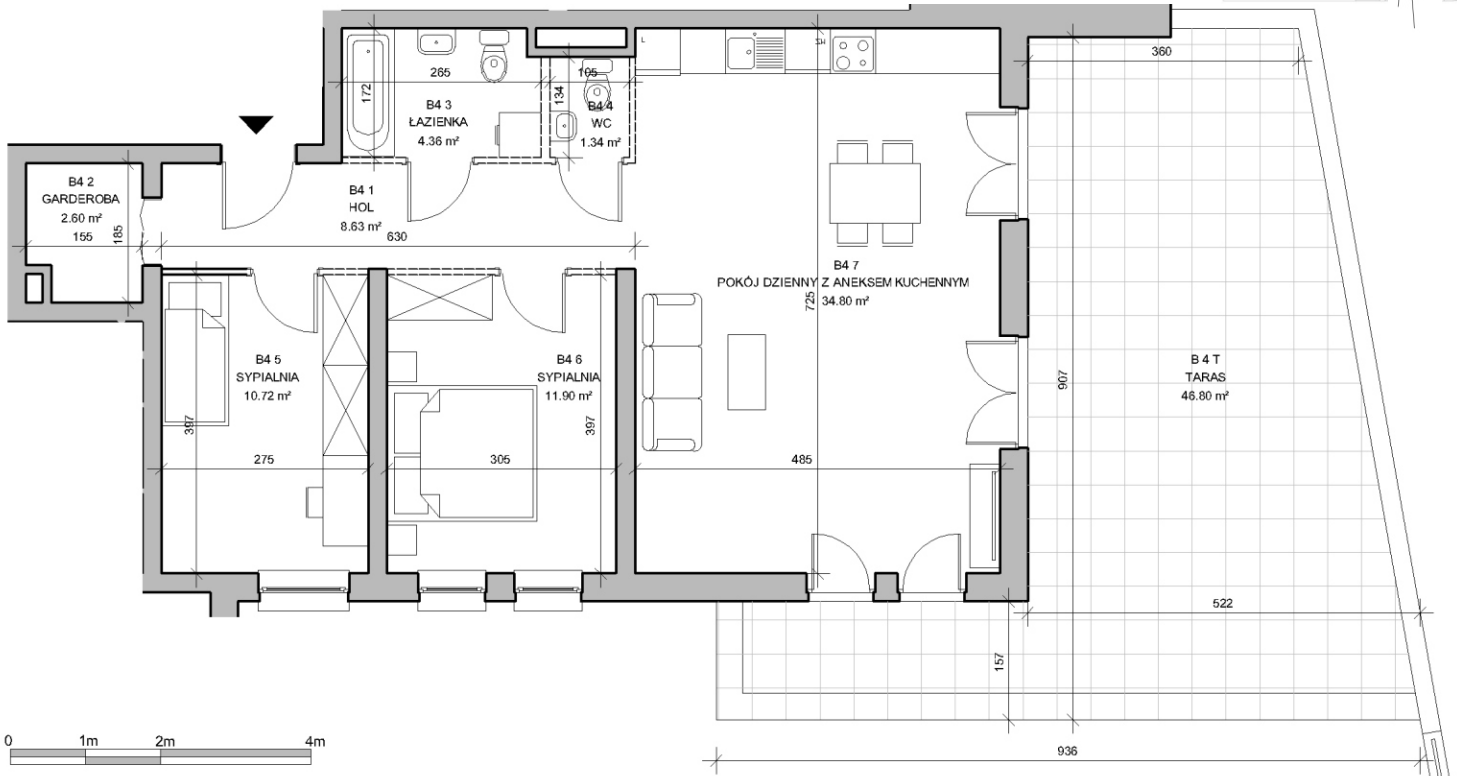 360
265
105
172
134
B4 3
ŁAZIENKA
4.36 m²
B4 4
WC
1.34 m²
L
B4 2
GARDEROBA
2.60 m²
155
185
B4 1
HOL
8.63 m²
630
B4 7
POKÓJ DZIENNY Z ANEKSEM KUCHENNYM
34.80 m²
725
B4 5
SYPIALNIA
10.72 m²
397
275
B4 6
SYPIALNIA
11.90 m²
397
305
485
907
B 4 T
TARAS
46.80 m²
522
157
936
0 1m 2m 4m